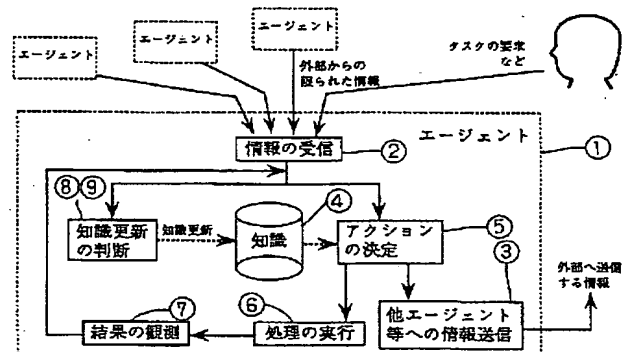 エージェント
エージェント
エージェント
外部からの
限られた情報
タスクの要求
など
エージェント
①
情報の受信
②
⑧⑨
知識更新
の判断
知識更新
知識
④
アクション
の決定
⑤
③
外部へ送信
する情報
⑦
結果の観測
⑥
処理の実行
他エージェント
等への情報送信